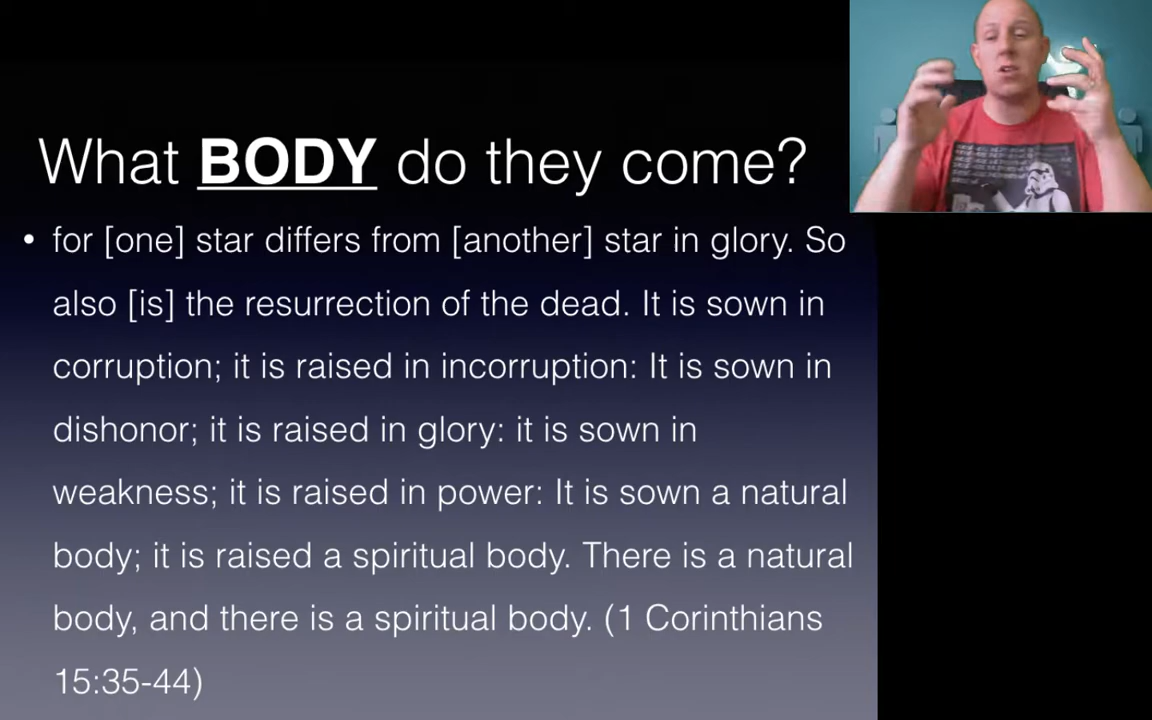 What BODY do they come?
• for [one] star differs from [another] star in glory. So
also [is] the resurrection of the dead. It is sown in
corruption; it is raised in incorruption: It is sown in
dishonor; it is raised in glory: it is sown in
weakness; it is raised in power: It is sown a natural
body; it is raised a spiritual body. There is a natural
body, and there is a spiritual body. (1 Corinthians
15:35-44)